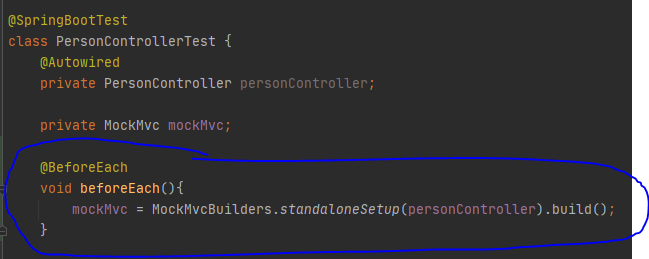 @SpringBootTest
class PersonControllerTest {
@Autowired
private PersonController personController;
private MockMvc mockMvc;
@BeforeEach
void beforeEach(){
mockMvc = MockMvcBuilders.standaloneSetup(personController).build();
}